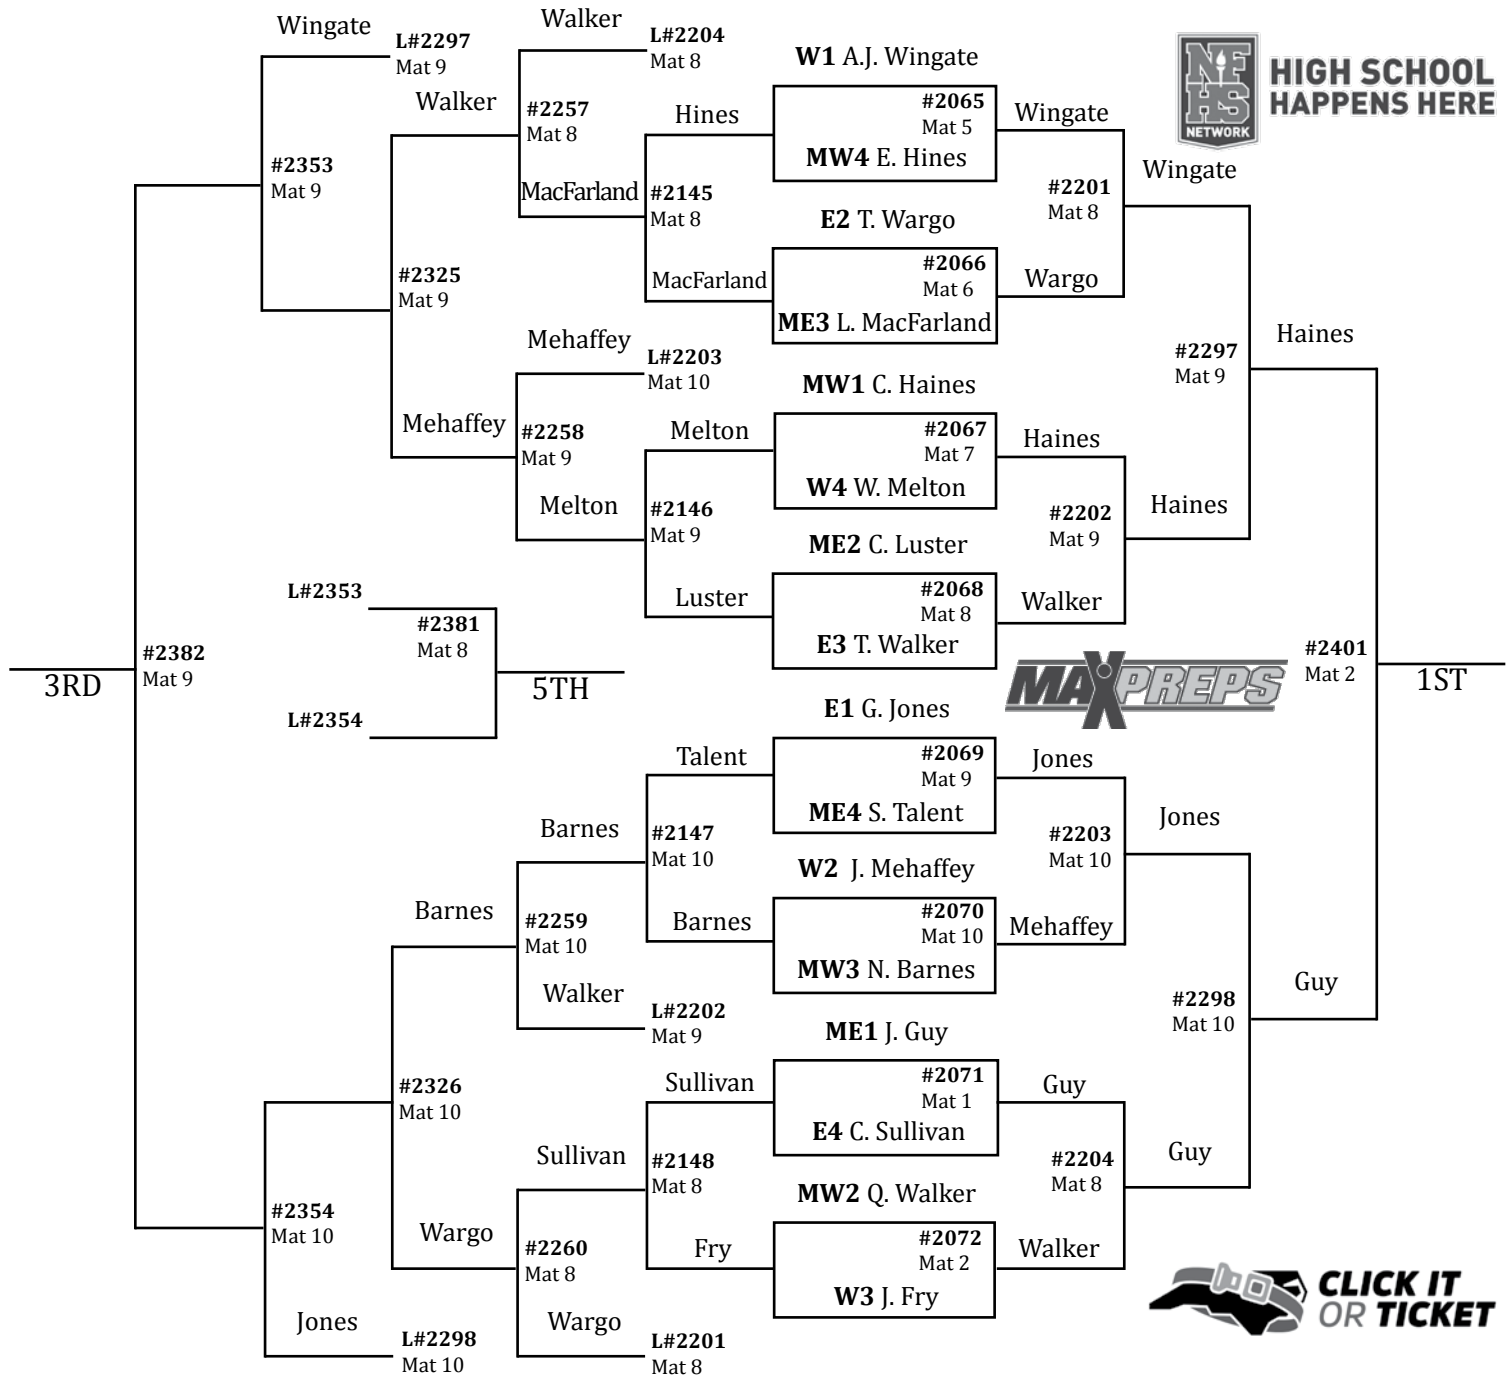 Wingate
L#2297
Mat 9
Walker
L#2204
Mat 8
W1 A.J. Wingate
NFHS
NETWORK
HIGH SCHOOL
HAPPENS HERE
Walker
#2257
Mat 8
Hines
#2065
Mat 5
Wingate
MW4 E. Hines
#2353
Mat 9
MacFarland
#2145
Mat 8
#2201
Mat 8
Wingate
E2 T. Wargo
#2325
Mat 9
MacFarland
#2066
Mat 6
Wargo
ME3 L. MacFarland
Mehaffey
L#2203
Mat 10
#2297
Mat 9
Haines
MW1 C. Haines
Mehaffey
#2258
Mat 9
Melton
#2067
Mat 7
Haines
W4 W. Melton
Melton
#2146
Mat 9
#2202
Mat 9
Haines
ME2 C. Luster
L#2353
Luster
#2068
Mat 8
Walker
E3 T. Walker
#2381
Mat 8
#2382
Mat 9
3RD
5TH
L#2354
MAXPREPS
#2401
Mat 2
1ST
E1 G. Jones
Talent
#2069
Mat 9
Jones
ME4 S. Talent
Barnes
#2147
Mat 10
#2203
Mat 10
Jones
W2 J. Mehaffey
Barnes
#2259
Mat 10
Barnes
#2070
Mat 10
Mehaffey
MW3 N. Barnes
Walker
L#2202
Mat 9
#2298
Mat 10
Guy
ME1 J. Guy
#2326
Mat 10
Sullivan
#2071
Mat 1
Guy
E4 C. Sullivan
Sullivan
#2148
Mat 8
#2204
Mat 8
Guy
MW2 Q. Walker
#2354
Mat 10
Wargo
#2260
Mat 8
Fry
#2072
Mat 2
Walker
W3 J. Fry
Jones
L#2298
Mat 10
Wargo
L#2201
Mat 8
CLICK IT
OR TICKET